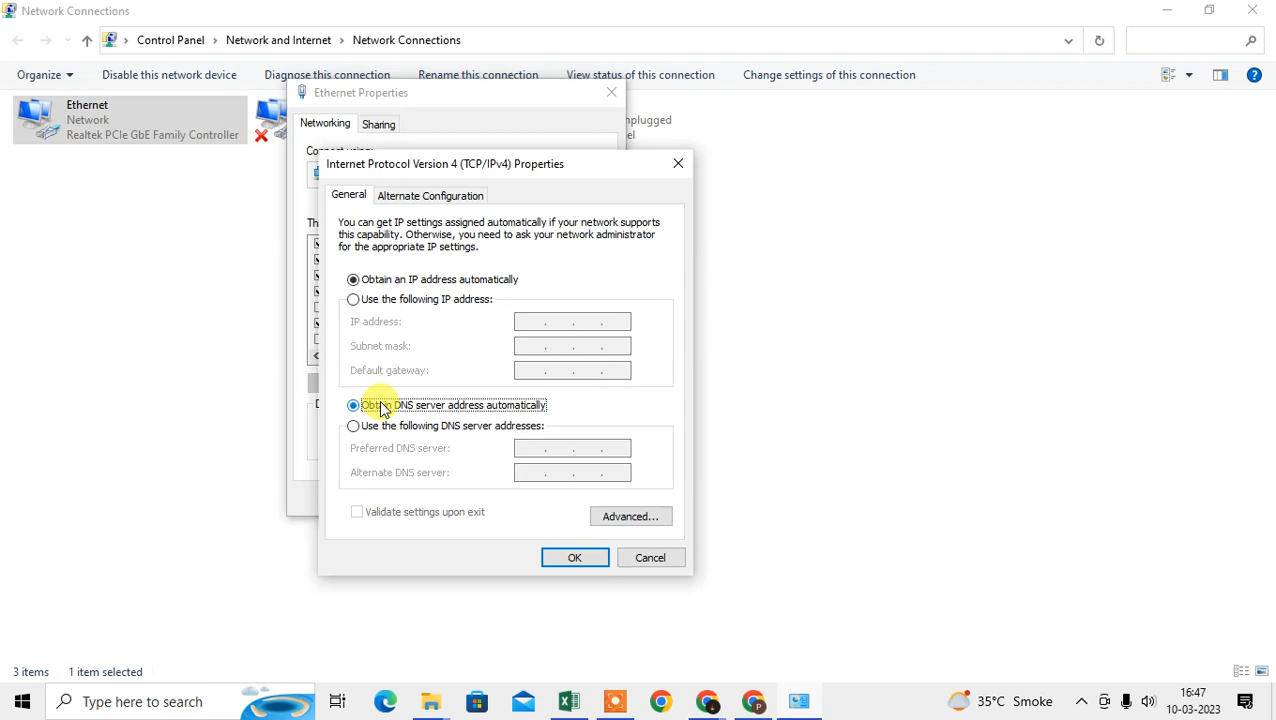 Network Connections
Control Panel > Network and Internet > Network Connections
Organize Disable this network device Diagnose this connection Rename this connection View status of this connection Change settings of this connection
Ethernet
Network
Realtek PCIe GbE Family Controller
Ethernet Properties
Networking Sharing
Internet Protocol Version 4 (TCP/IPv4) Properties
General Alternate Configuration
You can get IP settings assigned automatically if your network supports
this capability. Otherwise, you need to ask your network administrator
for the appropriate IP settings.
Obtain an IP address automatically
Use the following IP address:
IP address:
Subnet mask:
Default gateway:
Obtain DNS server address automatically
Use the following DNS server addresses:
Preferred DNS server:
Alternate DNS server:
Validate settings upon exit
Advanced...
OK Cancel
3 items 1 item selected
Type here to search
35°C Smoke
16:47
10-03-2023